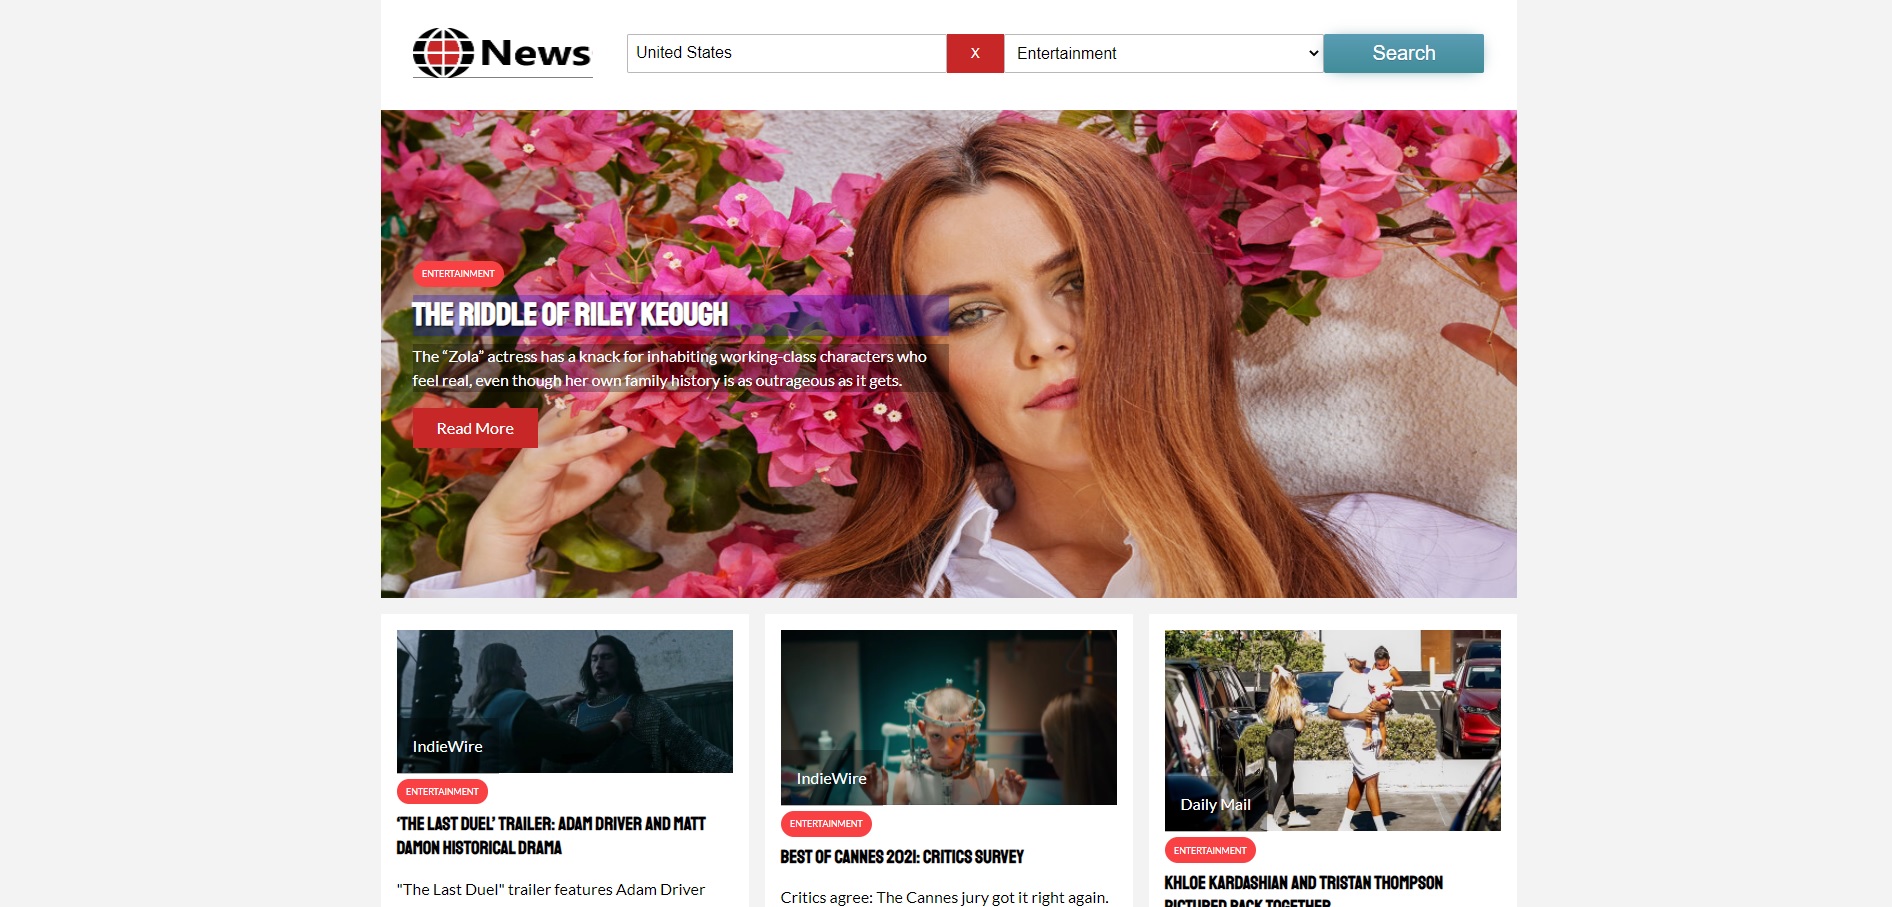 News
United States
X
Entertainment
Search
ENTERTAINMENT
THE RIDDLE OF RILEY KEOUGH
The “Zola” actress has a knack for inhabiting working-class characters who
feel real, even though her own family history is as outrageous as it gets.
Read More
IndieWire
ENTERTAINMENT
‘THE LAST DUEL’ TRAILER: ADAM DRIVER AND MATT
DAMON HISTORICAL DRAMA
"The Last Duel" trailer features Adam Driver
IndieWire
ENTERTAINMENT
BEST OF CANNES 2021: CRITICS SURVEY
Critics agree: The Cannes jury got it right again.
Daily Mail
ENTERTAINMENT
KHLOE KARDASHIAN AND TRISTAN THOMPSON
PICTURED BACK TOGETHER